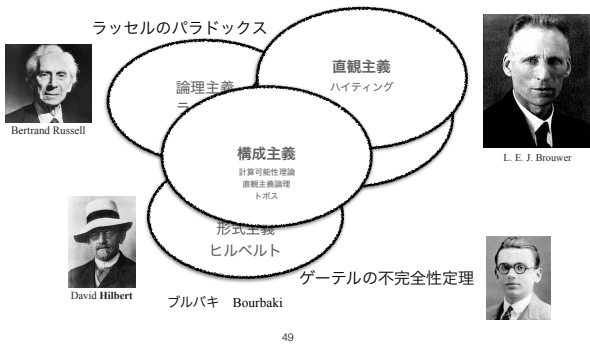 ラッセルのパラドックス
直観主義
ハイティング
論理主義
Bertrand Russell
構成主義
計算可能性理論
直観主義論理
トポス
L. E. J. Brouwer
形式主義
ヒルベルト
ゲーテルの不完全性定理
David Hilbert
ブルバキ Bourbaki
49